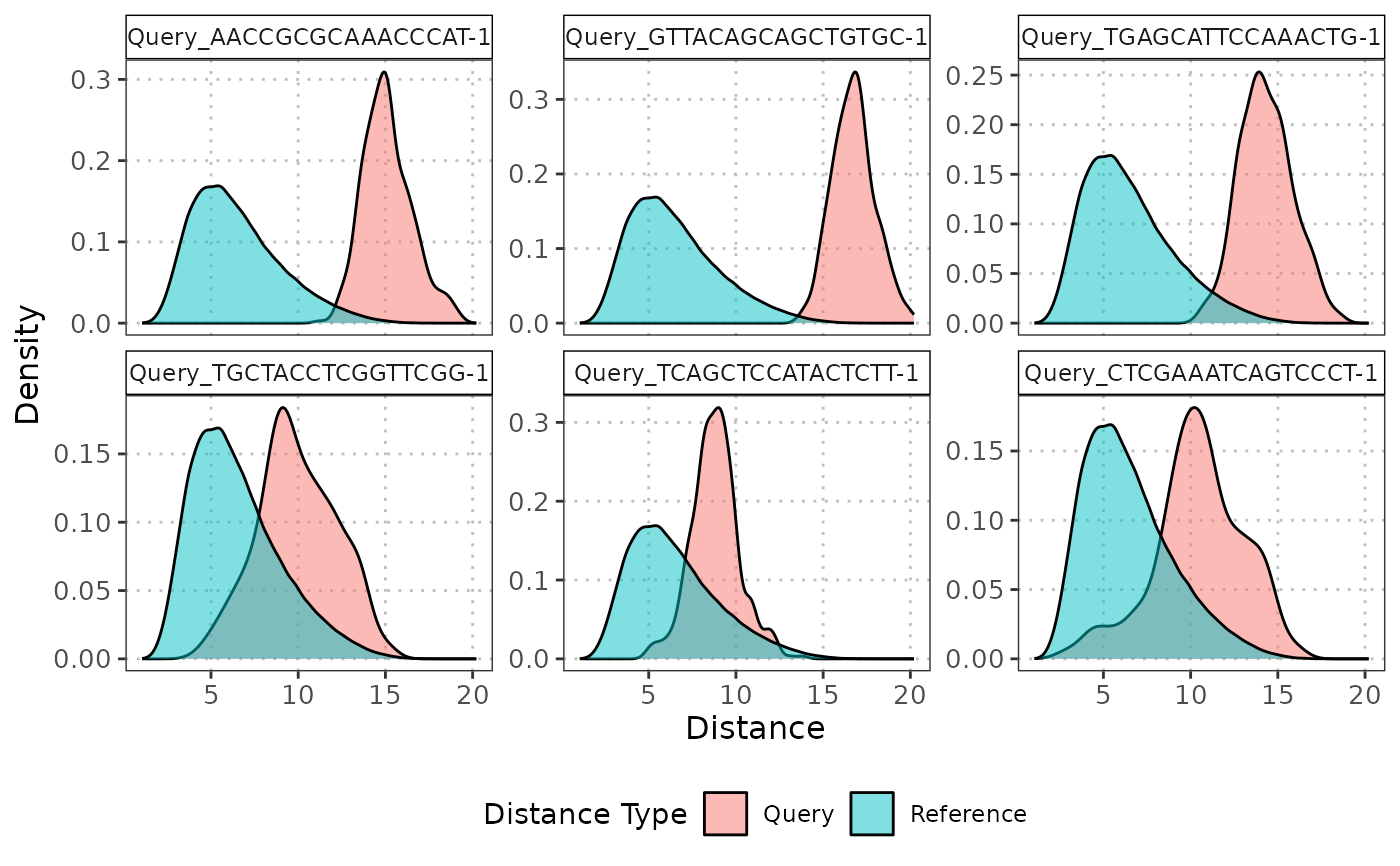 Query_AACCGCGCAAACCCAT-1 Query_GTTACAGCAGCTGTGC-1 Query_TGAGCATTCCAAACTG-1
0.3 0.3 0.25
0.2 0.2 0.20
0.1 0.1 0.15
0.0 0.0 0.10
0.05
0.00
Density
Query_TGCTACCTCGGTTCGG-1 Query_TCAGCTCCATACTCTT-1 Query_CTCGAAATCAGTCCCT-1
0.15 0.3 0.15
0.10 0.2 0.10
0.05 0.1 0.05
0.00 0.0 0.00
5 10 15 20 5 10 15 20 5 10 15 20
Distance
Distance Type Query Reference